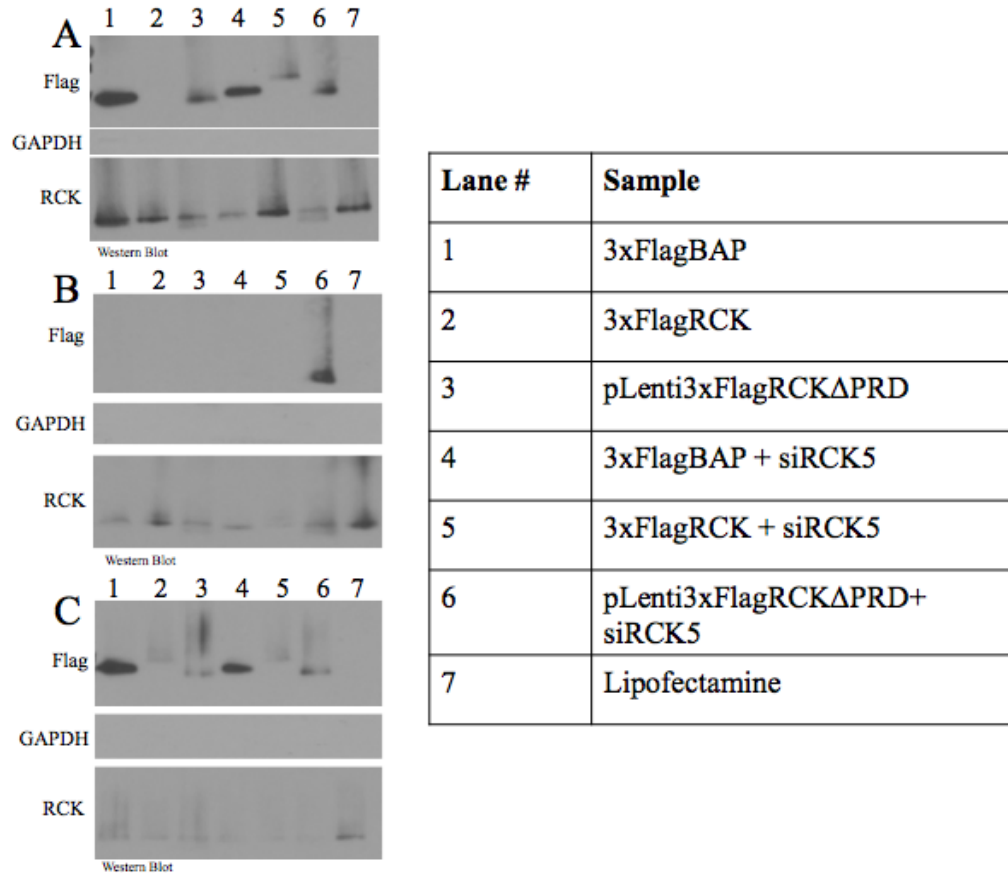 1 2 3 4 5 6 7
A
Flag
GAPDH
RCK
Western Blot
1 2 3 4 5 6 7
B
Flag
GAPDH
RCK
Western Blot
1 2 3 4 5 6 7
C
Flag
GAPDH
RCK
Western Blot
Lane # Sample
1 3xFlagBAP
2 3xFlagRCK
3 pLenti3xFlagRCKΔPRD
4 3xFlagBAP + siRCK5
5 3xFlagRCK + siRCK5
6 pLenti3xFlagRCKΔPRD+
siRCK5
7 Lipofectamine